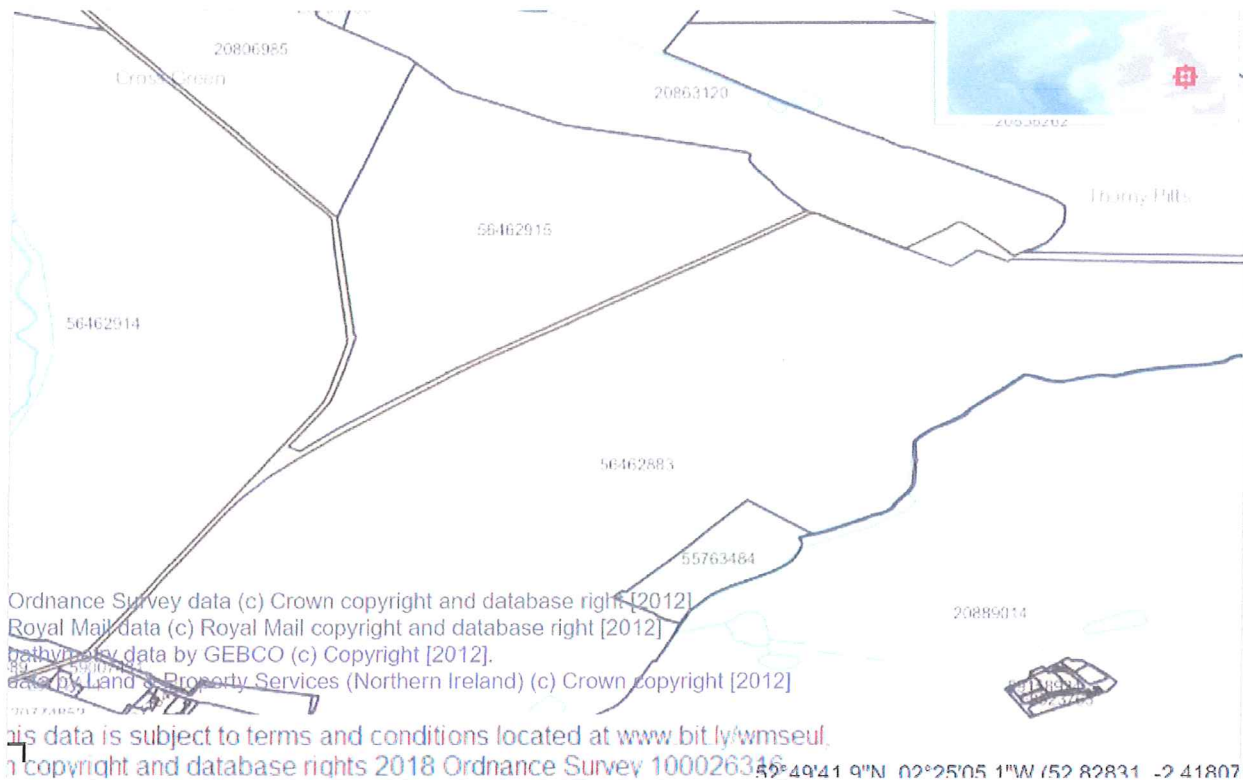 20806985
Cross Green
20863120
Thorny Pitts
56462915
56462914
56462883
55763484
20889014
Ordnance Survey data (c) Crown copyright and database right [2012]
Royal Mail data (c) Royal Mail copyright and database right [2012]
bathymetry data by GEBCO (c) Copyright [2012].
data by Land & Property Services (Northern Ireland) (c) Crown copyright [2012]
his data is subject to terms and conditions located at www.bit.ly/wmseul.
n copyright and database rights 2018 Ordnance Survey 100026316
52°49'41.9"N, 02°25'05.1"W (52.82831, -2.41807